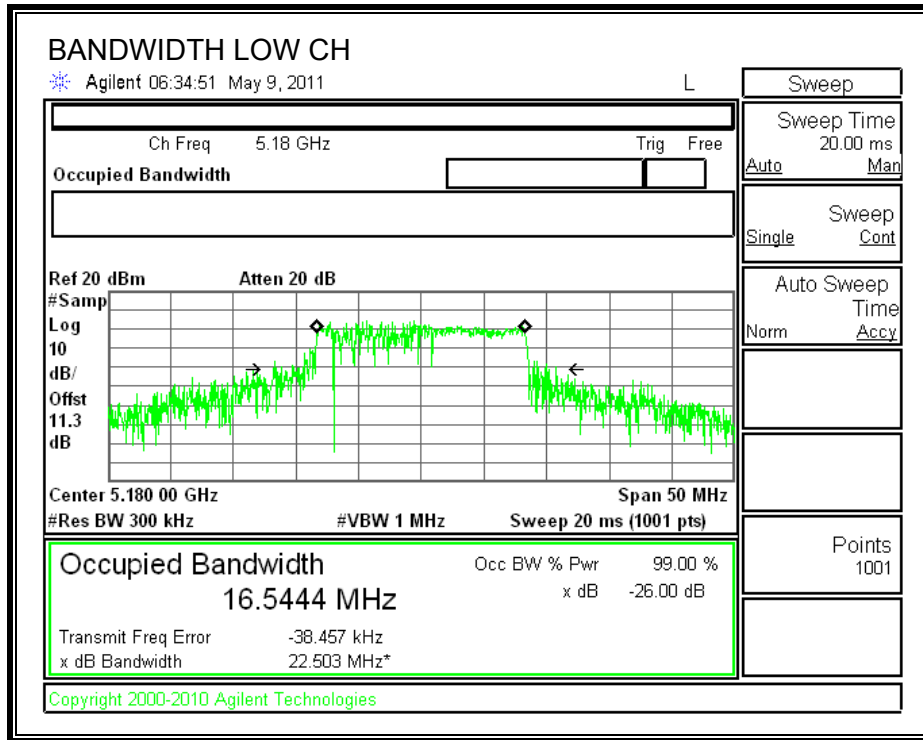 BANDWIDTH LOW CH
Agilent 06:34:51 May 9, 2011 L
Sweep
Ch Freq 5.18 GHz Trig Free
Occupied Bandwidth
Sweep Time
20.00 ms
Auto Man
Sweep
Single Cont
Auto Sweep
Time
Norm Accy
Points
1001
Ref 20 dBm Atten 20 dB
#Samp
Log
10
dB/
Offst
11.3
dB
Center 5.180 00 GHz Span 50 MHz
#Res BW 300 kHz #VBW 1 MHz Sweep 20 ms (1001 pts)
Occupied Bandwidth Occ BW % Pwr 99.00 %
16.5444 MHz x dB -26.00 dB
Transmit Freq Error -38.457 kHz
x dB Bandwidth 22.503 MHz*
Copyright 2000-2010 Agilent Technologies